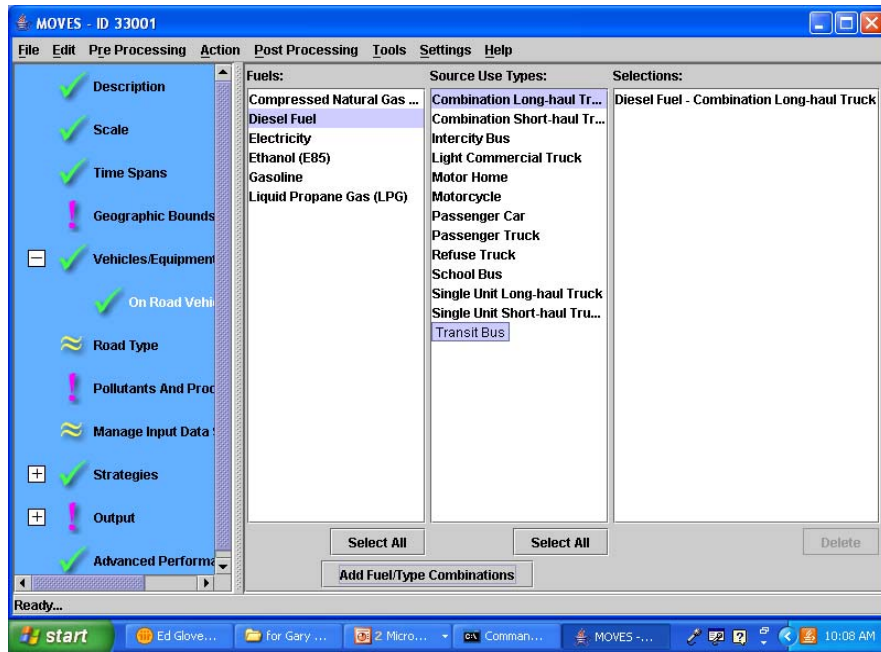 MOVES - ID 33001
File Edit Pre Processing Action Post Processing Tools Settings Help
Description
Scale
Time Spans
Geographic Bounds
Vehicles/Equipment
On Road Vehi
Road Type
Pollutants And Proc
Manage Input Data
Strategies
Output
Advanced Performa
Fuels:
Compressed Natural Gas ...
Diesel Fuel
Electricity
Ethanol (E85)
Gasoline
Liquid Propane Gas (LPG)
Source Use Types:
Combination Long-haul Tr...
Combination Short-haul Tr...
Intercity Bus
Light Commercial Truck
Motor Home
Motorcycle
Passenger Car
Passenger Truck
Refuse Truck
School Bus
Single Unit Long-haul Truck
Single Unit Short-haul Tru...
Transit Bus
Selections:
Diesel Fuel - Combination Long-haul Truck
Select All
Select All
Delete
Add Fuel/Type Combinations
Ready...
start Ed Glove... for Gary ... 2 Micro... Comman... MOVES -... 10:08 AM